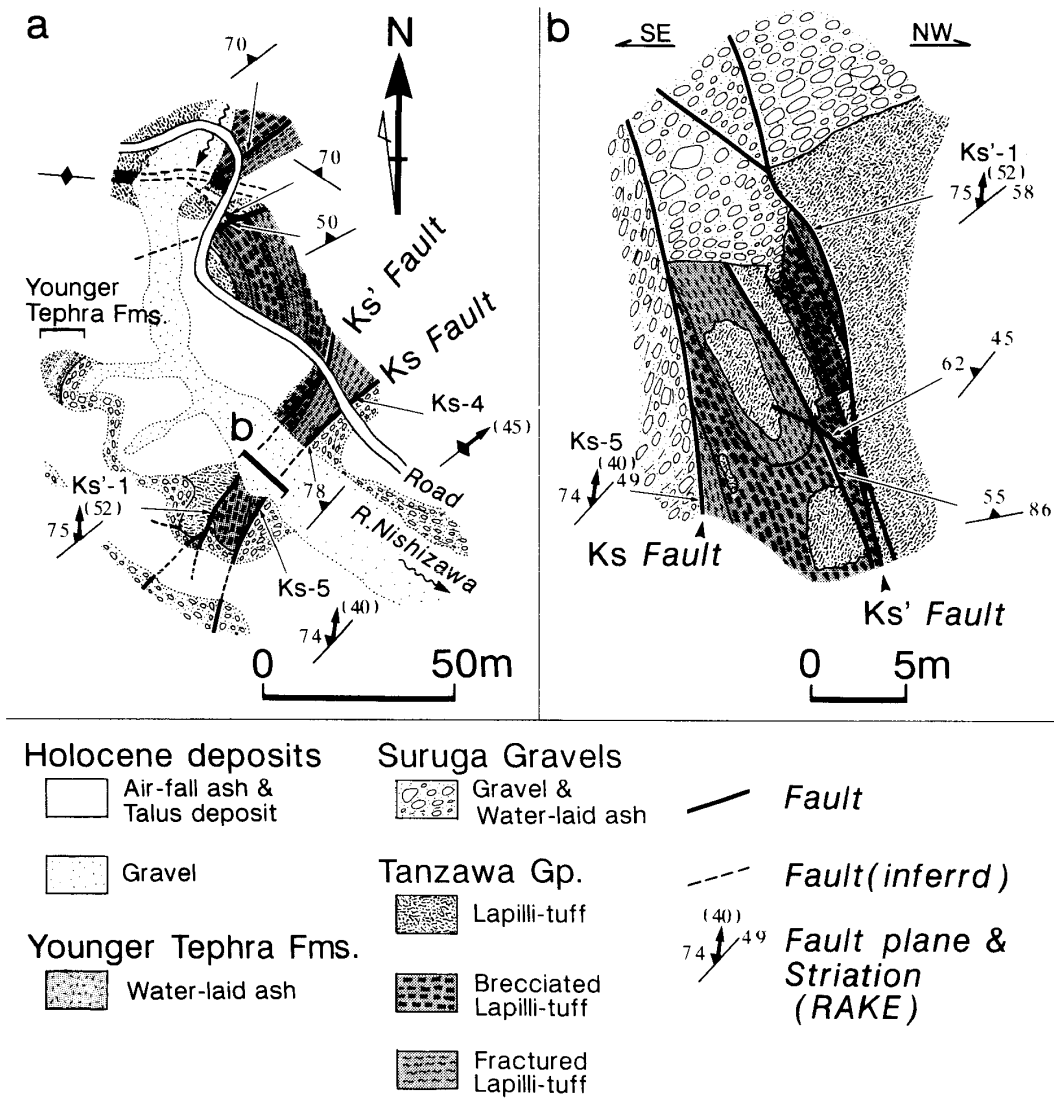 a
70
N
70
50
Ks' Fault
Ks Fault
Younger
Tephra Fms.
Ks-4
(45)
b
Road
78
Ks'-1
(52)
75
R.Nishizawa
Ks-5
(40)
74
0 50m
b
SE
NW
Ks'-1
(52)
75 58
45
62
Ks-5
(40)
74 49
55
86
Ks Fault
Ks' Fault
0 5m
Holocene deposits
Air-fall ash &
Talus deposit
Gravel
Younger Tephra Fms.
Water-laid ash
Suruga Gravels
Gravel &
Water-laid ash
Tanzawa Gp.
Lapilli-tuff
Brecciated
Lapilli-tuff
Fractured
Lapilli-tuff
Fault
Fault(inferrd)
(40)
74 49
Fault plane &
Striation
(RAKE)